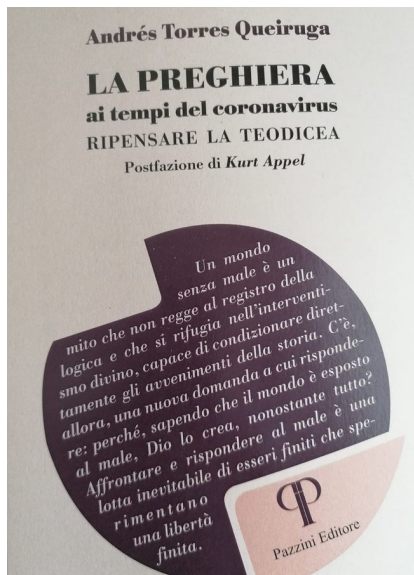 Andrés Torres Queiruga
LA PREGHIERA
ai tempi del coronavirus
RIPENSARE LA TEODICEA
Postfazione di Kurt Appel
Un mondo
senza male è un
mito che non regge al registro della
logica e che si rifugia nell'interventi-
smo divino, capace di condizionare diret-
tamente gli avvenimenti della storia. C'è,
allora, una nuova domanda a cui risponde-
re: perché, sapendo che il mondo è esposto
al male, Dio lo crea, nonostante tutto?
Affrontare e rispondere al male è una
lotta inevitabile di esseri finiti che spe-
rimentano
una libertà
finita.
Pazzini Editore